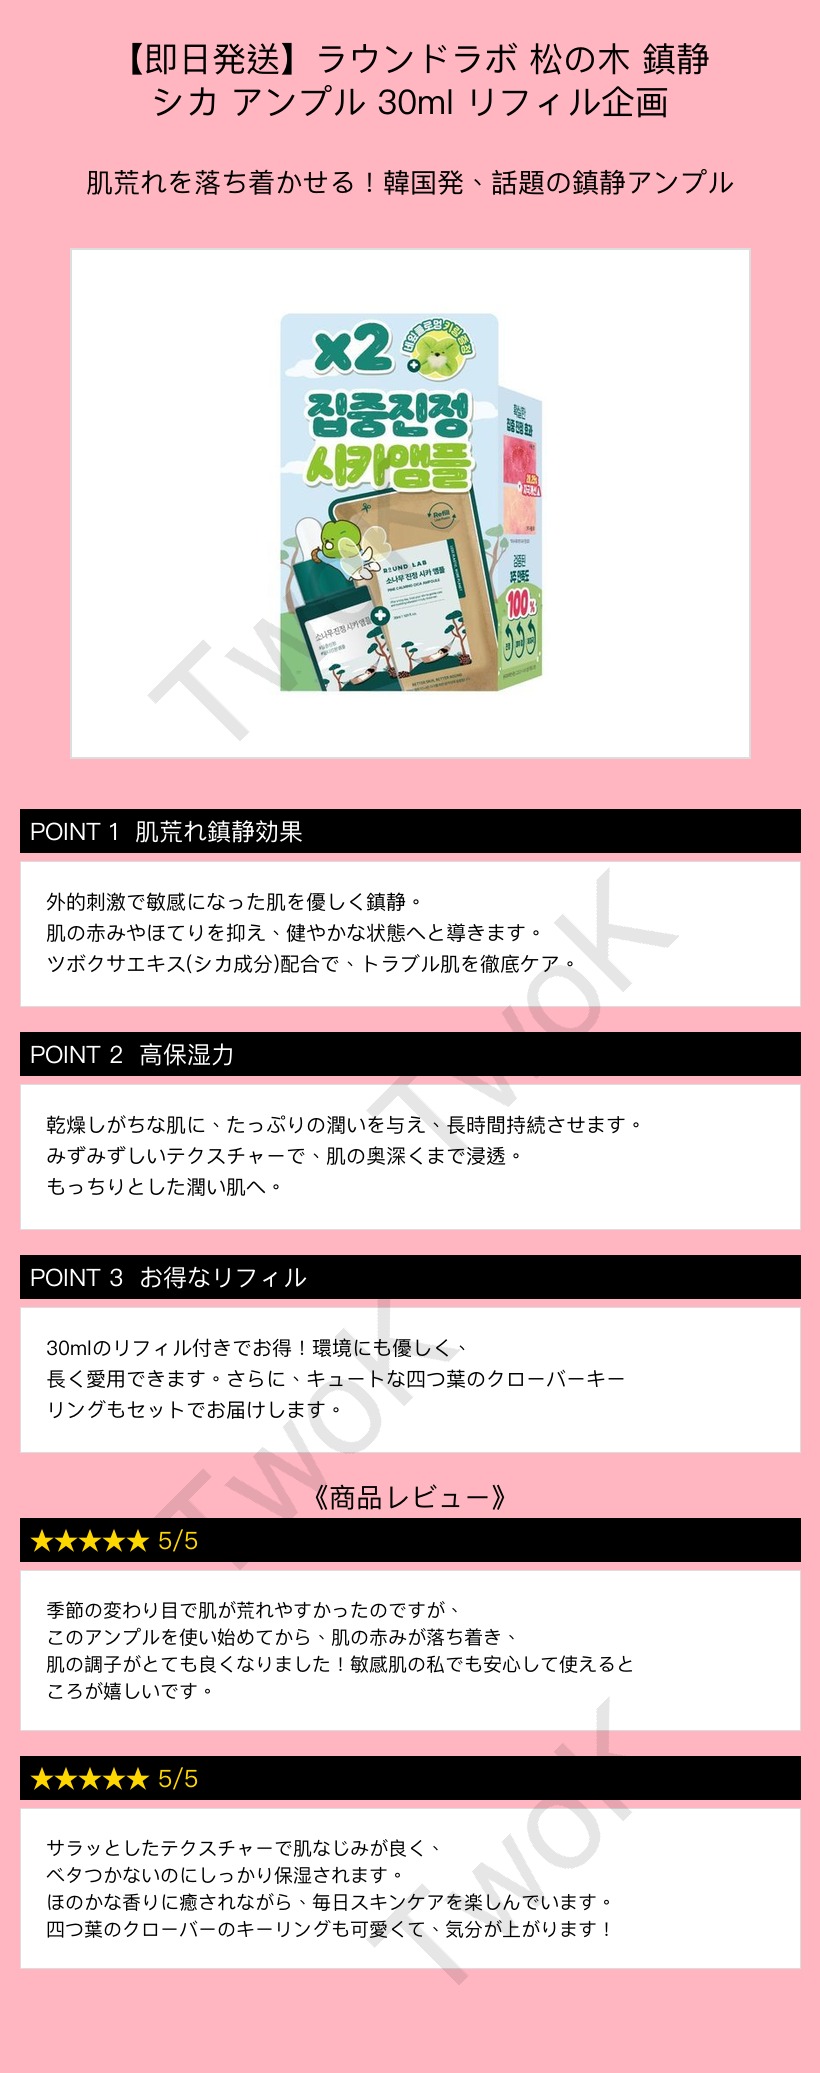 【即日発送】ラウンドラボ 松の木 鎮静
シカ アンプル 30ml リフィル企画
肌荒れを落ち着かせる！韓国発、話題の鎮静アンプル
x2
집중진정
시카앰플
Refill
ROUND LAB
소나무 진정 시카 앰플
PINE CALMING CICA AMPOULE
소나무 진정 시카 앰플
BETTER SKIN, BETTER ROUND
집중 진정 효과
100%
TwoK
POINT 1 肌荒れ鎮静効果
外的刺激で敏感になった肌を優しく鎮静。
肌の赤みやほてりを抑え、健やかな状態へと導きます。
ツボクサエキス(シカ成分)配合で、トラブル肌を徹底ケア。
TwoK
POINT 2 高保湿力
乾燥しがちな肌に、たっぷりの潤いを与え、長時間持続させます。
みずみずしいテクスチャーで、肌の奥深くまで浸透。
もっちりとした潤い肌へ。
POINT 3 お得なリフィル
30mlのリフィル付きでお得！環境にも優しく、
長く愛用できます。さらに、キュートな四つ葉のクローバーキー
リングもセットでお届けします。
TwoK
《商品レビュー》
★★★★★ 5/5
季節の変わり目で肌が荒れやすかったのですが、
このアンプルを使い始めてから、肌の赤みが落ち着き、
肌の調子がとても良くなりました！敏感肌の私でも安心して使えると
ころが嬉しいです。
★★★★★ 5/5
サラッとしたテクスチャーで肌なじみが良く、
ベタつかないのにしっかり保湿されます。
ほのかな香りに癒されながら、毎日スキンケアを楽しんでいます。
四つ葉のクローバーのキーリングも可愛くて、気分が上がります！
TwoK